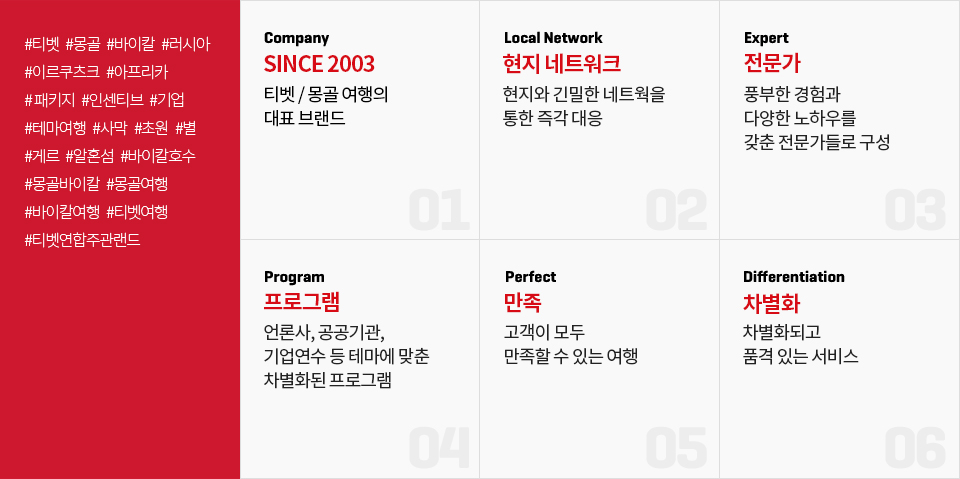 #티벳 #몽골 #바이칼 #러시아
#이르쿠츠크 #아프리카
# 패키지 #인센티브 #기업
#테마여행 #사막 #초원 #별
#게르 #알혼섬 #바이칼호수
#몽골바이칼 #몽골여행
#바이칼여행 #티벳여행
#티벳연합주관랜드
Company
SINCE 2003
티벳 / 몽골 여행의
대표 브랜드
01
Local Network
현지 네트워크
현지와 긴밀한 네트웍을
통한 즉각 대응
02
Expert
전문가
풍부한 경험과
다양한 노하우를
갖춘 전문가들로 구성
03
Program
프로그램
언론사, 공공기관,
기업연수 등 테마에 맞춘
차별화된 프로그램
04
Perfect
만족
고객이 모두
만족할 수 있는 여행
05
Differentiation
차별화
차별화되고
품격 있는 서비스
06